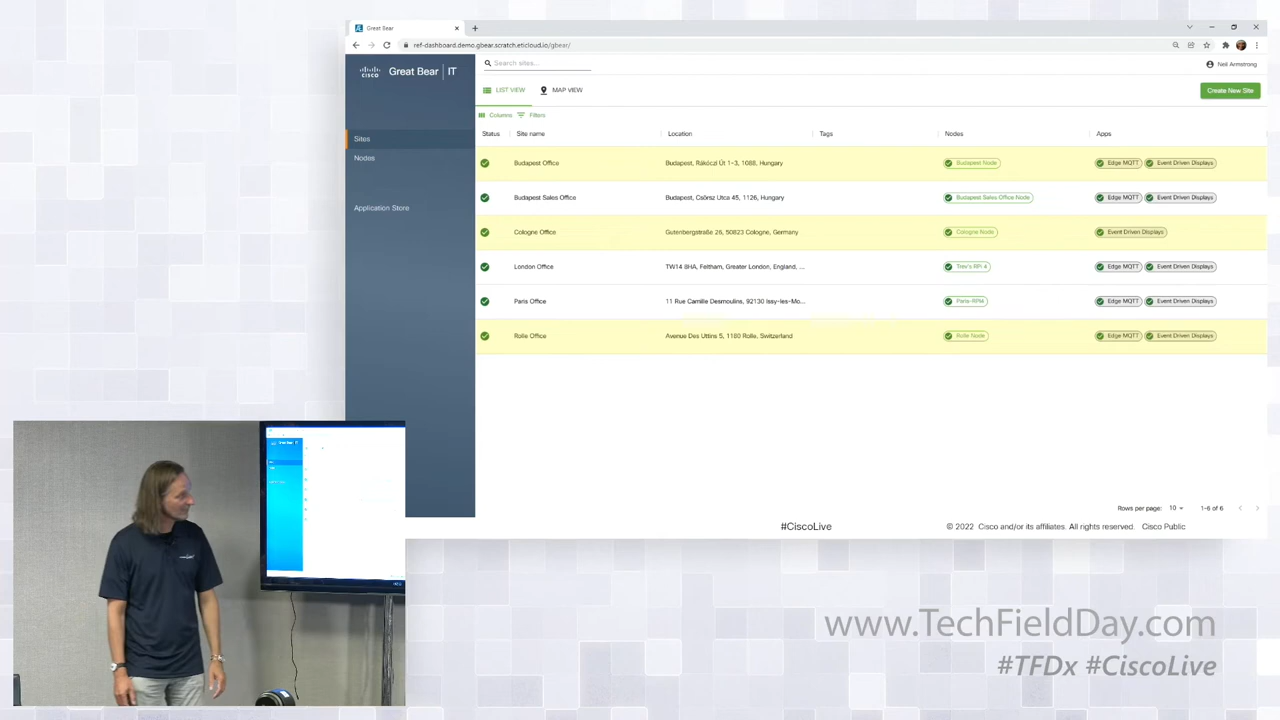 Great Bear
ref-dashboard.demo.gbear.scratch.eticloud.io/gbear/
CISCO
Great Bear | IT
Search sites...
Neil Armstrong
LIST VIEW
MAP VIEW
Create New Site
Columns
Filters
Sites
Nodes
Application Store
Status Site name Location Tags Nodes Apps
Budapest Office Budapest, Rákóczi Út 1-3, 1088, Hungary Budapest Node Edge MQTT Event Driven Displays
Budapest Sales Office Budapest, Csörsz Utca 45, 1126, Hungary Budapest Sales Office Node Edge MQTT Event Driven Displays
Cologne Office Gutenbergstraße 26, 50823 Cologne, Germany Cologne Node Event Driven Displays
London Office TW14 8HA, Feltham, Greater London, England, ... Trev's RPi 4 Edge MQTT Event Driven Displays
Paris Office 11 Rue Camille Desmoulins, 92130 Issy-les-Mo... Paris-RPI4 Edge MQTT Event Driven Displays
Rolle Office Avenue Des Uttins 5, 1180 Rolle, Switzerland Rolle Node Edge MQTT Event Driven Displays
Rows per page: 10 1-6 of 6
#CiscoLive
© 2022 Cisco and/or its affiliates. All rights reserved. Cisco Public
www.TechFieldDay.com
#TFDx #CiscoLive